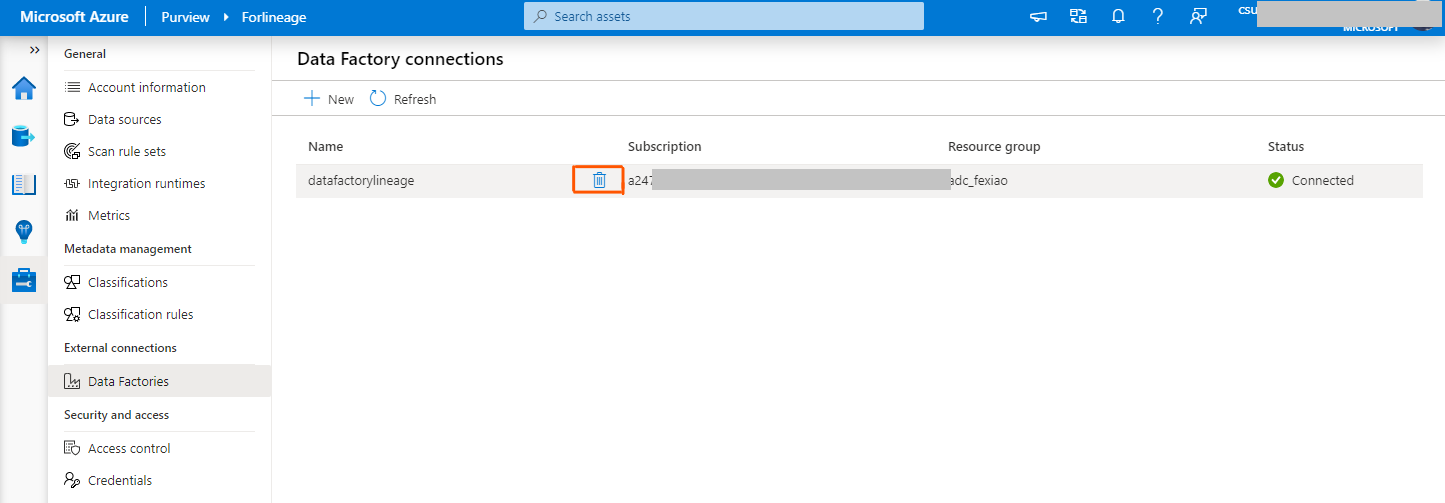 Microsoft Azure Purview Forlineage Search assets CSU
MICROSOFT
General
Account information
Data sources
Scan rule sets
Integration runtimes
Metrics
Metadata management
Classifications
Classification rules
External connections
Data Factories
Security and access
Access control
Credentials
Data Factory connections
New Refresh
Name Subscription Resource group Status
datafactorylineage a247 adc_fexiao Connected